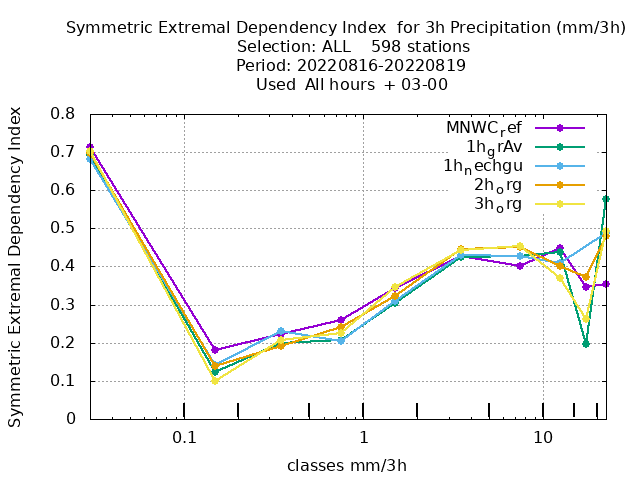 Symmetric Extremal Dependency Index  for 3h Precipitation (mm/3h)
Selection: ALL    598 stations
Period: 20220816-20220819
Used  All hours  + 03-00
Symmetric Extremal Dependency Index
0.8
0.7
0.6
0.5
0.4
0.3
0.2
0.1
0
MNWC_ref
1h_grAv
1h_nechgu
2h_org
3h_org
0.1 1 10
classes mm/3h